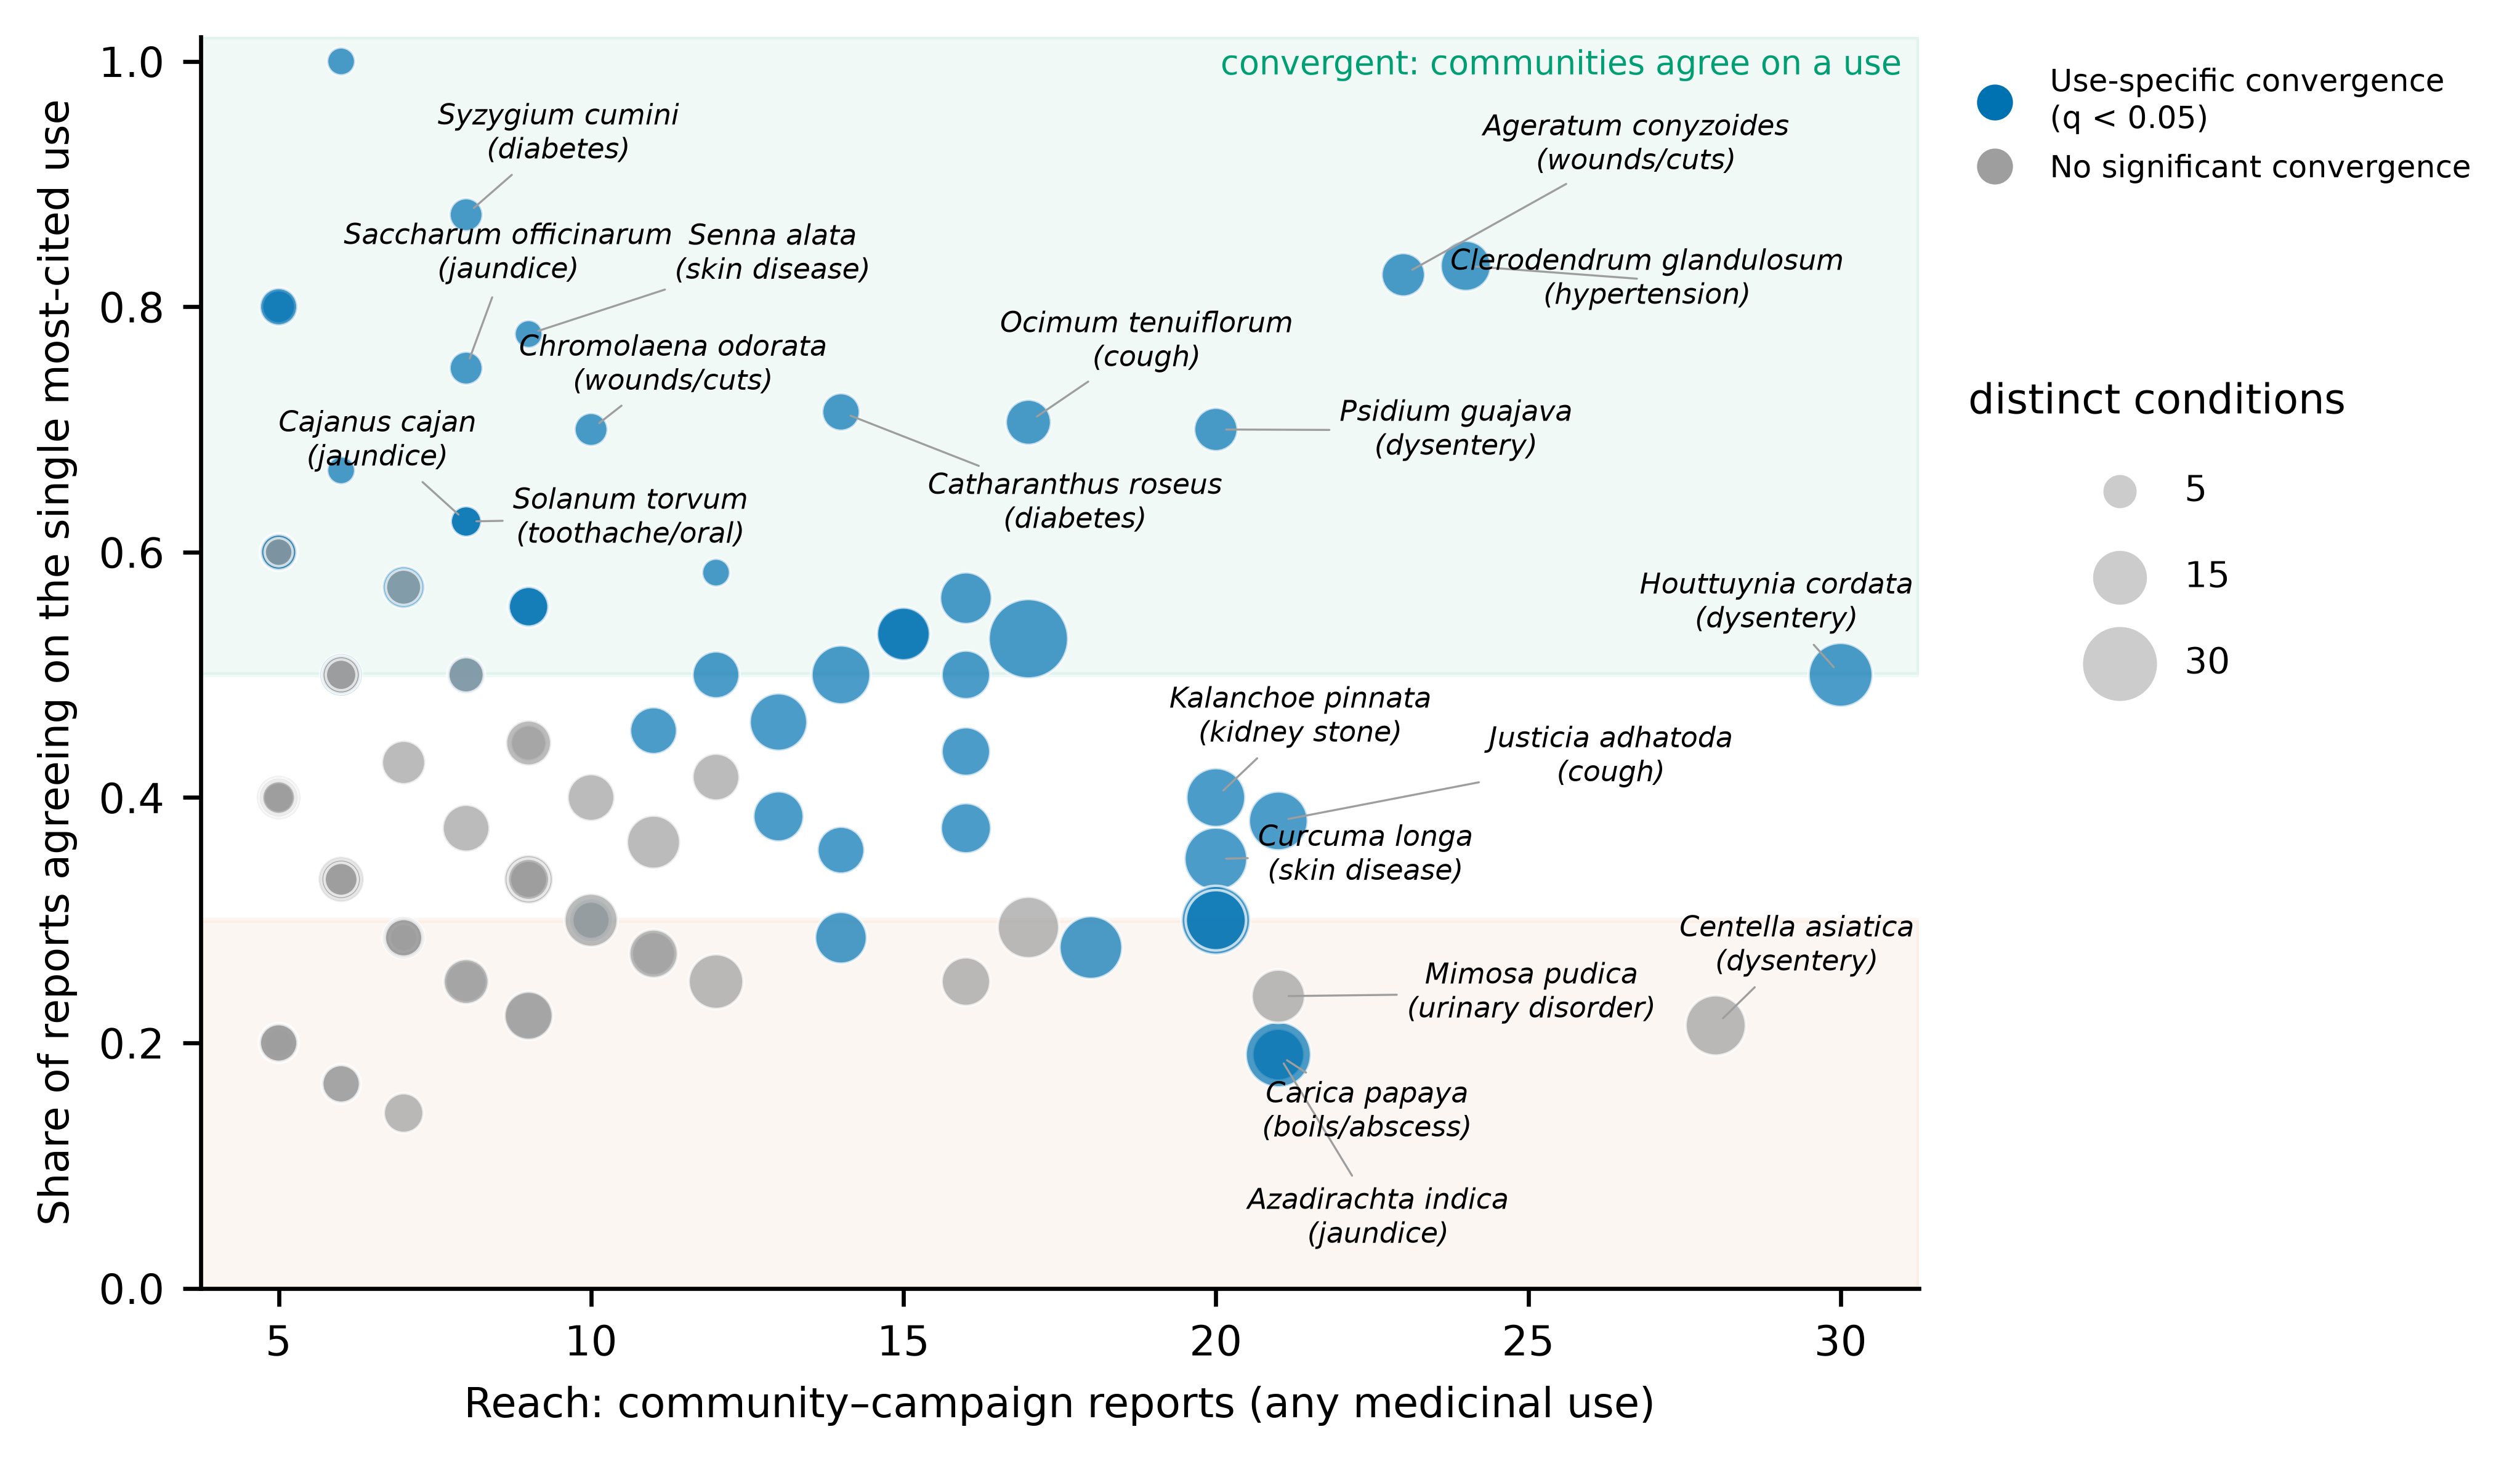 convergent: communities agree on a use
Syzygium cumini
(diabetes)
Ageratum conyzoides
(wounds/cuts)
Saccharum officinarum
(jaundice)
Senna alata
(skin disease)
Clerodendrum glandulosum
(hypertension)
Ocimum tenuiflorum
(cough)
Chromolaena odorata
(wounds/cuts)
Cajanus cajan
(jaundice)
Psidium guajava
(dysentery)
Catharanthus roseus
(diabetes)
Solanum torvum
(toothache/oral)
Houttuynia cordata
(dysentery)
Kalanchoe pinnata
(kidney stone)
Justicia adhatoda
(cough)
Curcuma longa
(skin disease)
Centella asiatica
(dysentery)
Mimosa pudica
(urinary disorder)
Carica papaya
(boils/abscess)
Azadirachta indica
(jaundice)
Share of reports agreeing on the single most-cited use
1.0
0.8
0.6
0.4
0.2
0.0
5
10
15
20
25
30
Reach: community–campaign reports (any medicinal use)
Use-specific convergence
(q < 0.05)
No significant convergence
distinct conditions
5
15
30